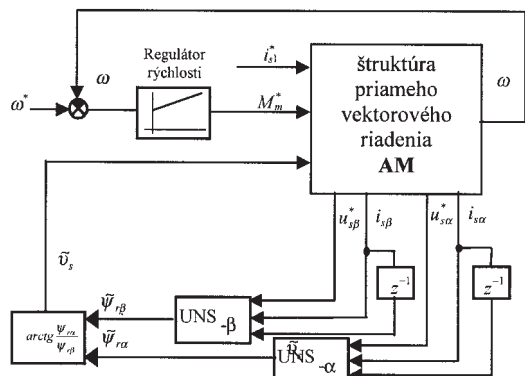 Regulátor
rýchlosti
i*s1
štruktúra
priameho
vektorového
riadenia
AM
ω
ω
ω*
M*m
u*sβ
isβ
u*sα
isα
z⁻¹
z⁻¹
υ̃s
ψ̃rβ
UNS -β
arctg ψrα/ψrβ
ψ̃rα
UNS -α